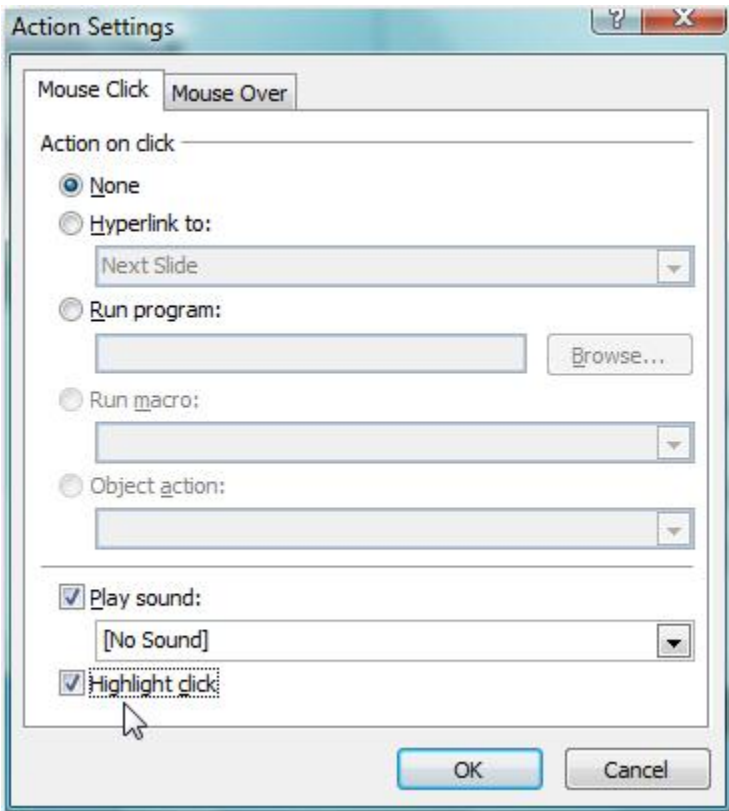 Action Settings
?
X
Mouse Click
Mouse Over
Action on click
None
Hyperlink to:
Next Slide
Run program:
Browse...
Run macro:
Object action:
Play sound:
[No Sound]
Highlight click
OK
Cancel